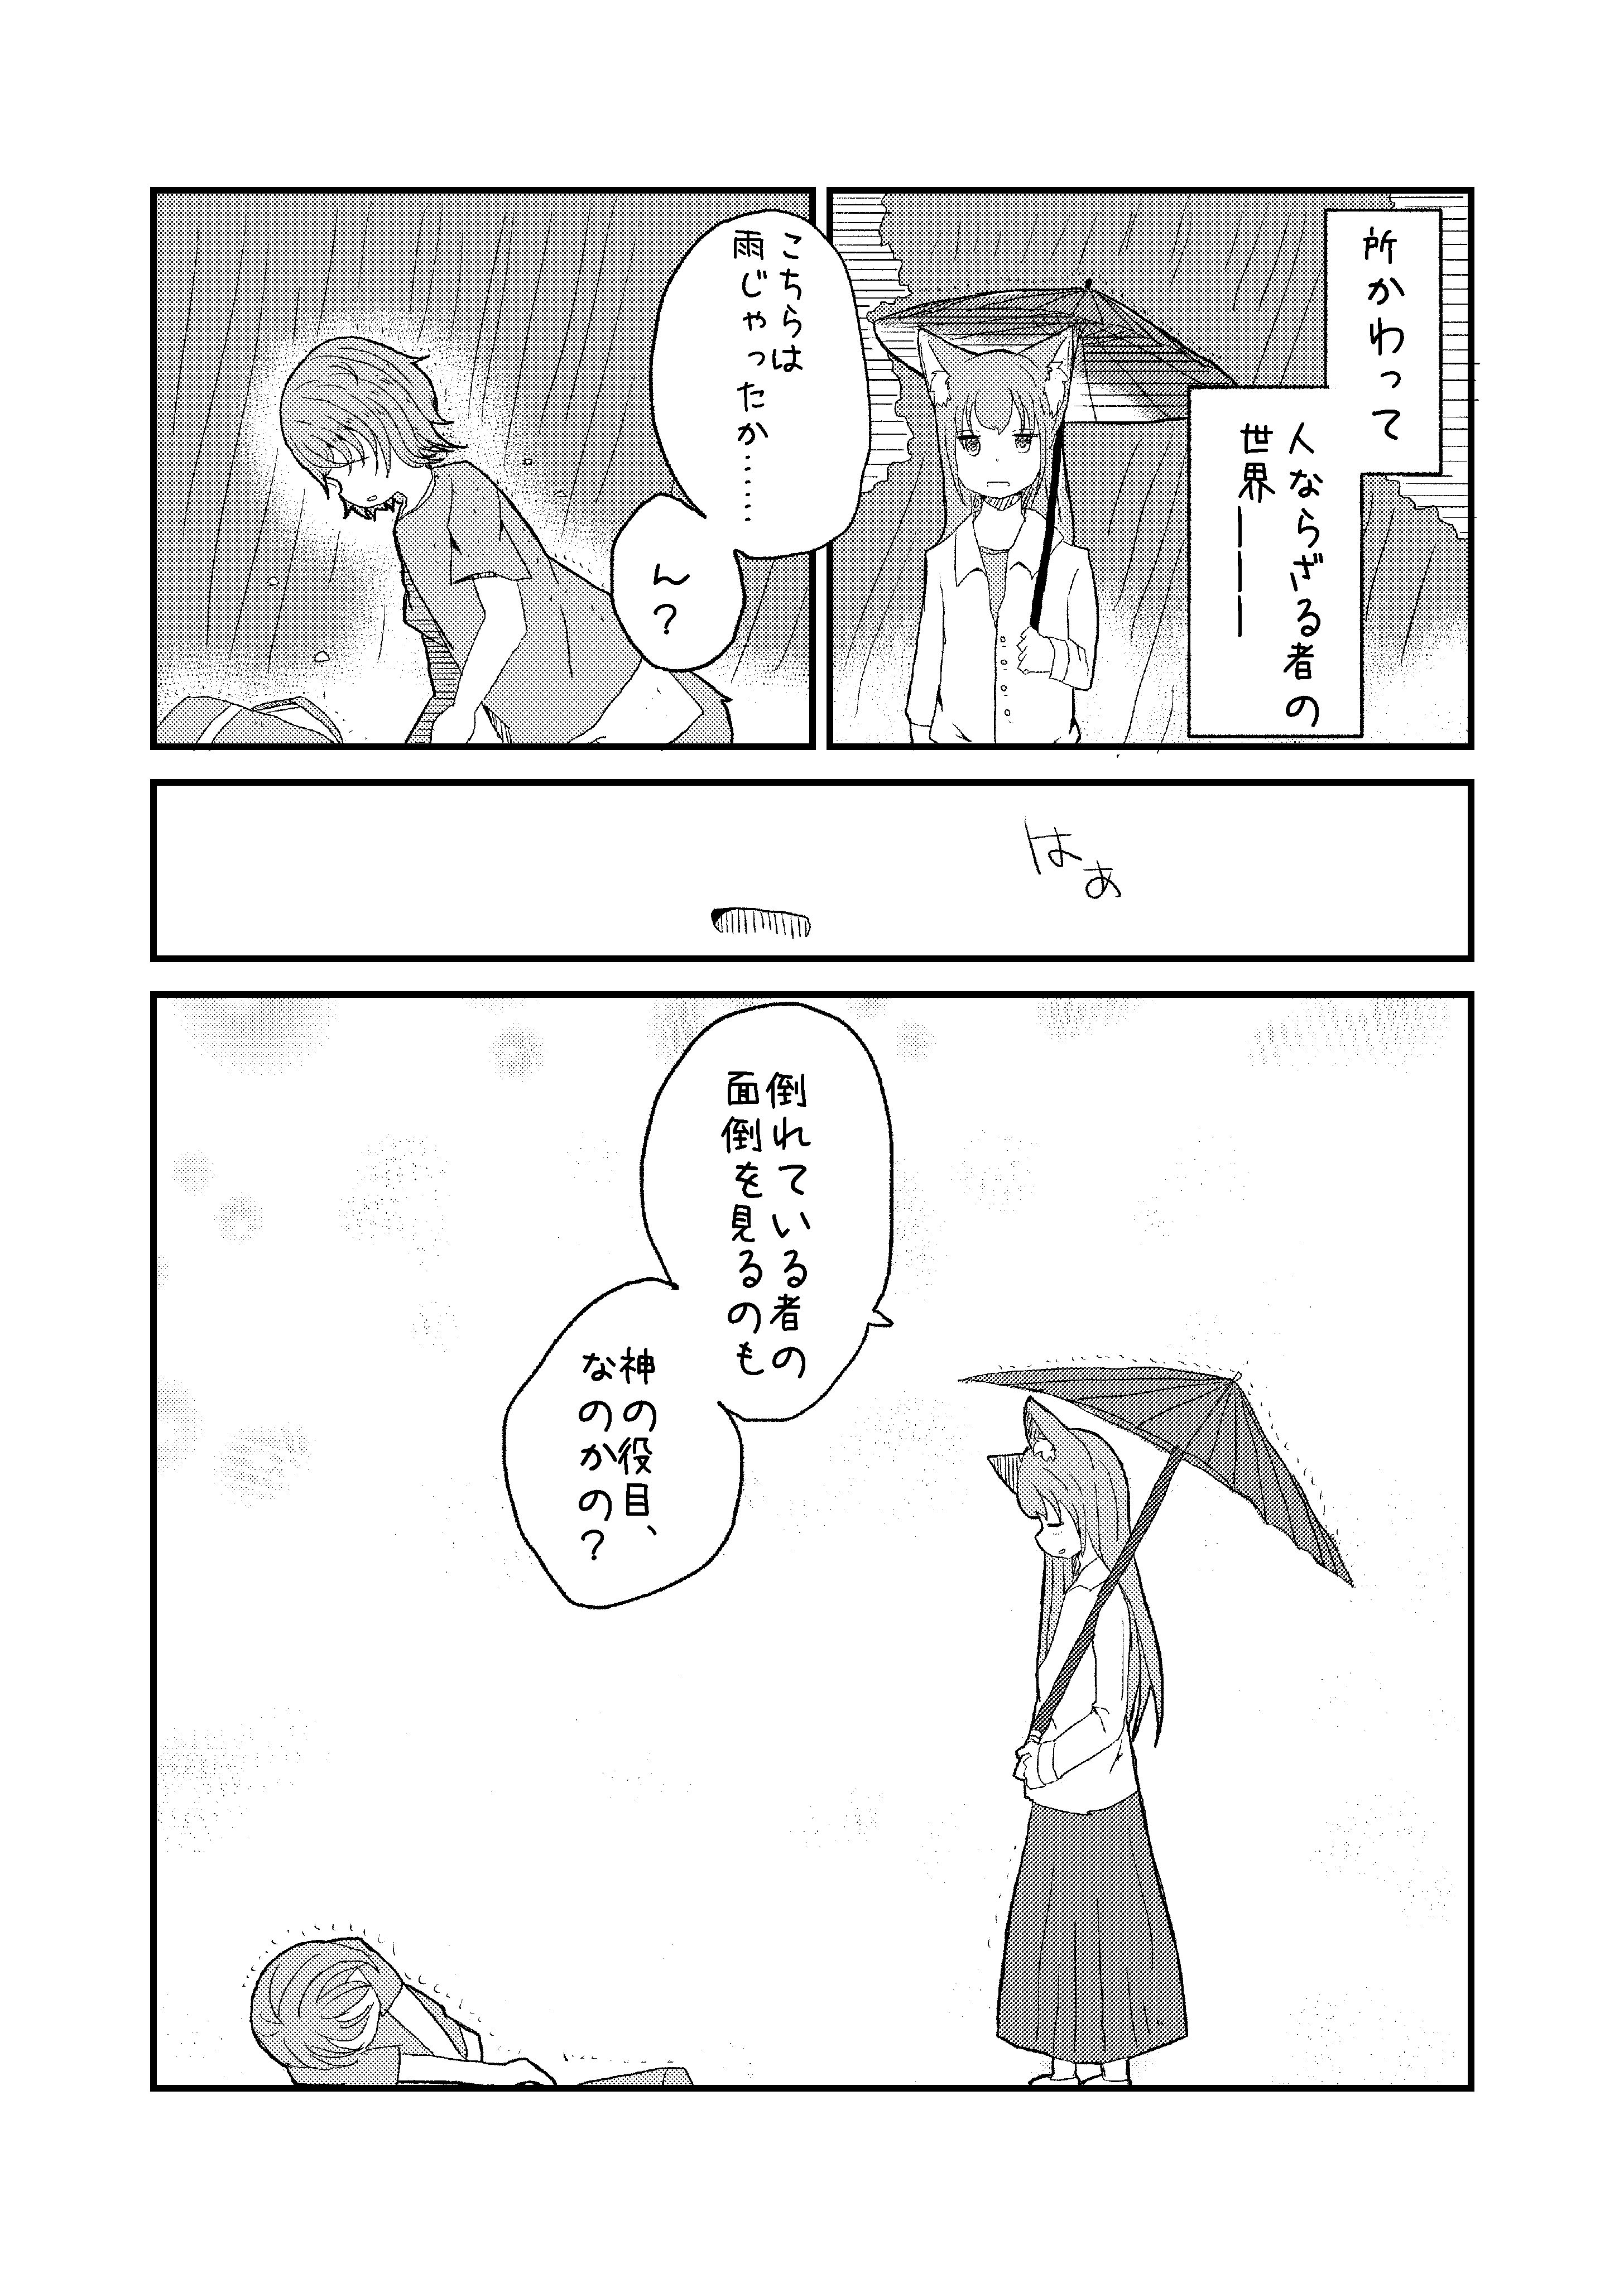 所かわって
人ならざる者の
世界―――
こちらは
雨じゃったか………
ん？
はぁ
倒れている者の
面倒を見るのも
神の役目、
なのかの？